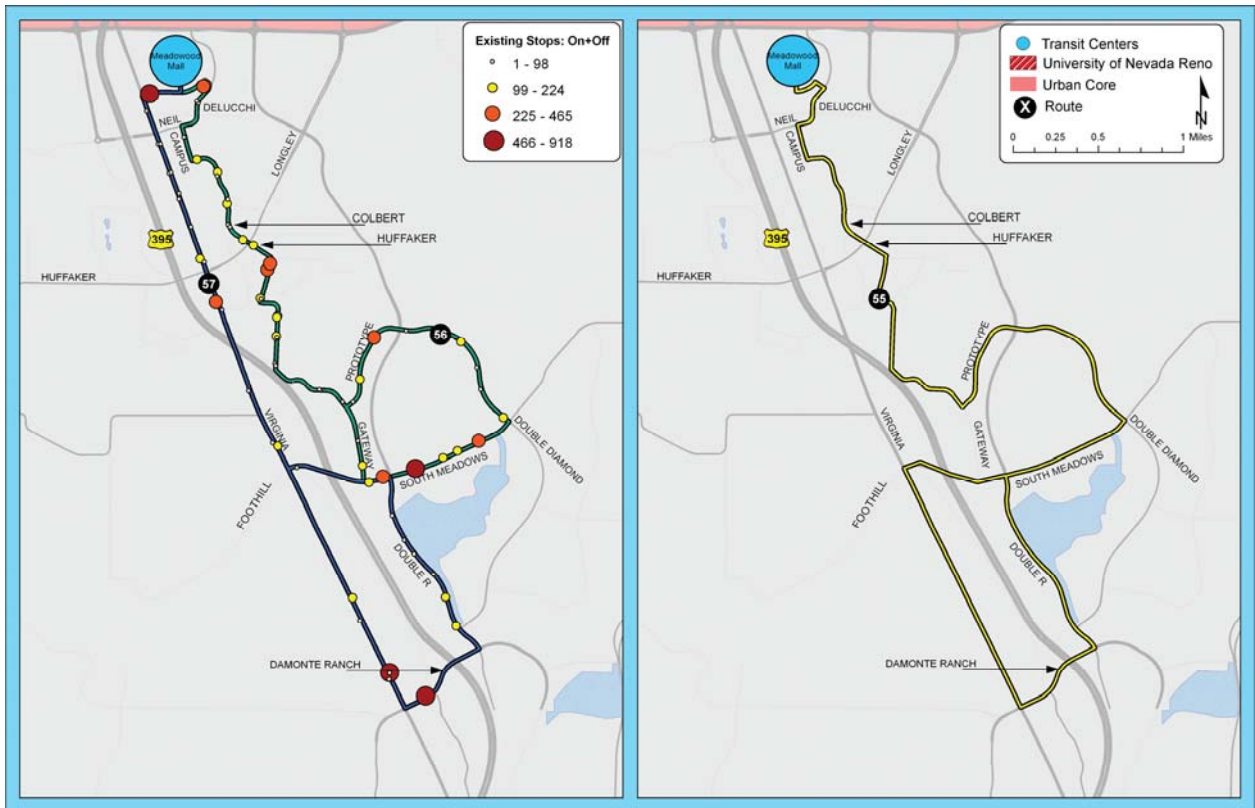 Existing Stops: On+Off
1 - 98
99 - 224
225 - 465
466 - 918
Meadowood
Mall
DELUCCHI
NEIL
CAMPUS
LONGLEY
COLBERT
395
HUFFAKER
HUFFAKER
57
PROTOTYPE
56
VIRGINIA
GATEWAY
DOUBLE DIAMOND
SOUTH MEADOWS
FOOTHILL
DOUBLE R
DAMONTE RANCH
Transit Centers
University of Nevada Reno
Urban Core
X Route
N
0 0.25 0.5 1 Miles
Meadowood
Mall
DELUCCHI
NEIL
CAMPUS
LONGLEY
COLBERT
395
HUFFAKER
HUFFAKER
55
PROTOTYPE
VIRGINIA
GATEWAY
DOUBLE DIAMOND
SOUTH MEADOWS
FOOTHILL
DOUBLE R
DAMONTE RANCH